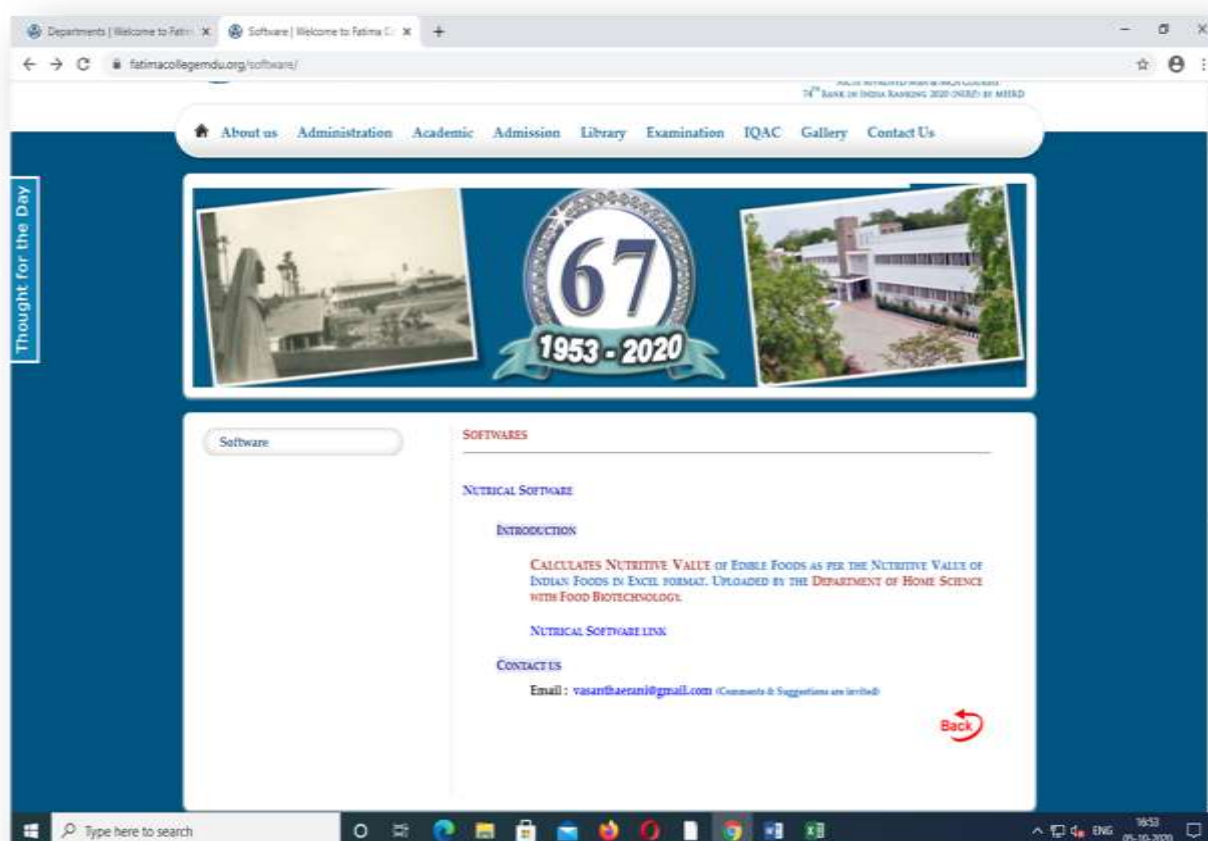 Departments | Welcome to Fatim
Software | Welcome to Fatima C
fatimacollegemdu.org/software/
74TH RANK IN INDIA RANKING 2020 (NIRF) BY MHRD
About us Administration Academic Admission Library Examination IQAC Gallery Contact Us
Thought for the Day
67
1953 - 2020
Software
SOFTWARES
NUTRICAL SOFTWARE
INTRODUCTION
CALCULATES NUTRITIVE VALUE OF EDIBLE FOODS AS PER THE NUTRITIVE VALUE OF
INDIAN FOODS IN EXCEL FORMAT. UPLOADED BY THE DEPARTMENT OF HOME SCIENCE
WITH FOOD BIOTECHNOLOGY.
NUTRICAL SOFTWARE LINK
CONTACT US
Email : vasanthaerani@gmail.com (Comments & Suggestions are invited)
Back
Type here to search
ENG
16:53
05-10-2020